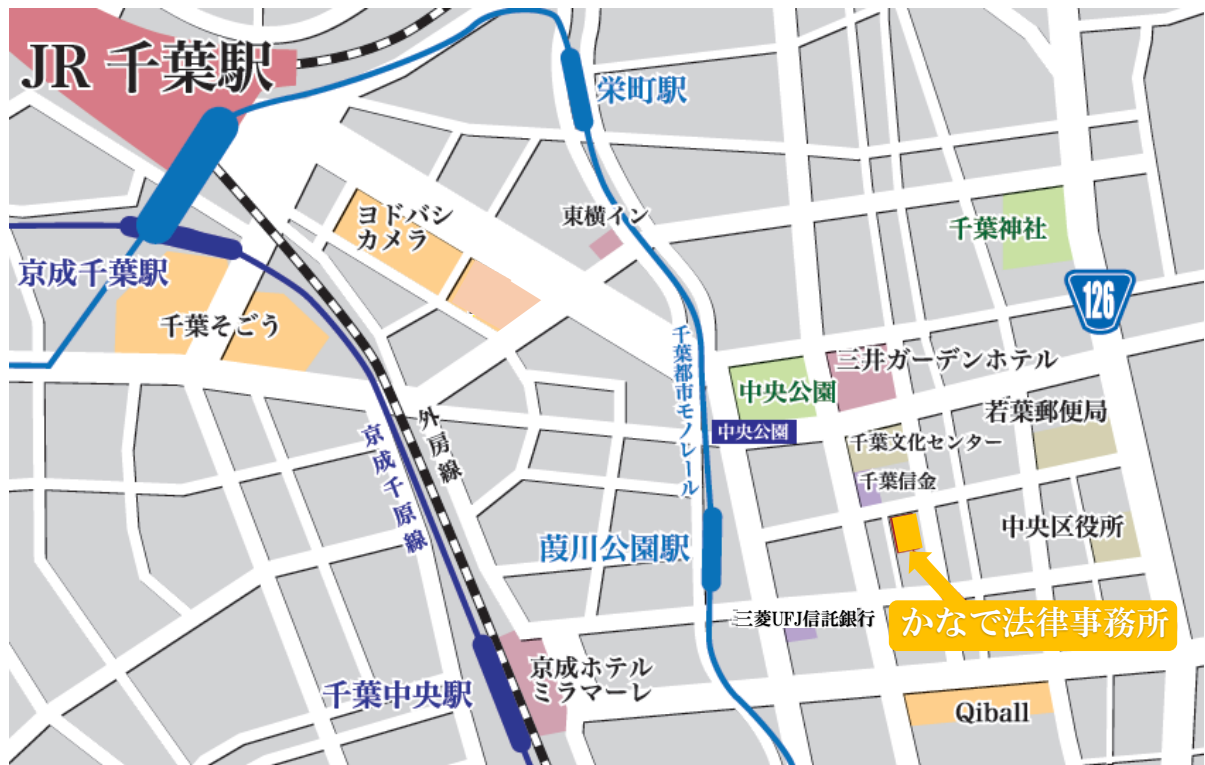 JR 千葉駅
栄町駅
ヨドバシ
カメラ
東横イン
千葉神社
京成千葉駅
126
千葉そごう
千葉都市モノレール
三井ガーデンホテル
中央公園
若葉郵便局
中央公園
千葉文化センター
外房線
京成千原線
千葉信金
中央区役所
葭川公園駅
三菱UFJ信託銀行
かなで法律事務所
京成ホテル
ミラマーレ
千葉中央駅
Qiball